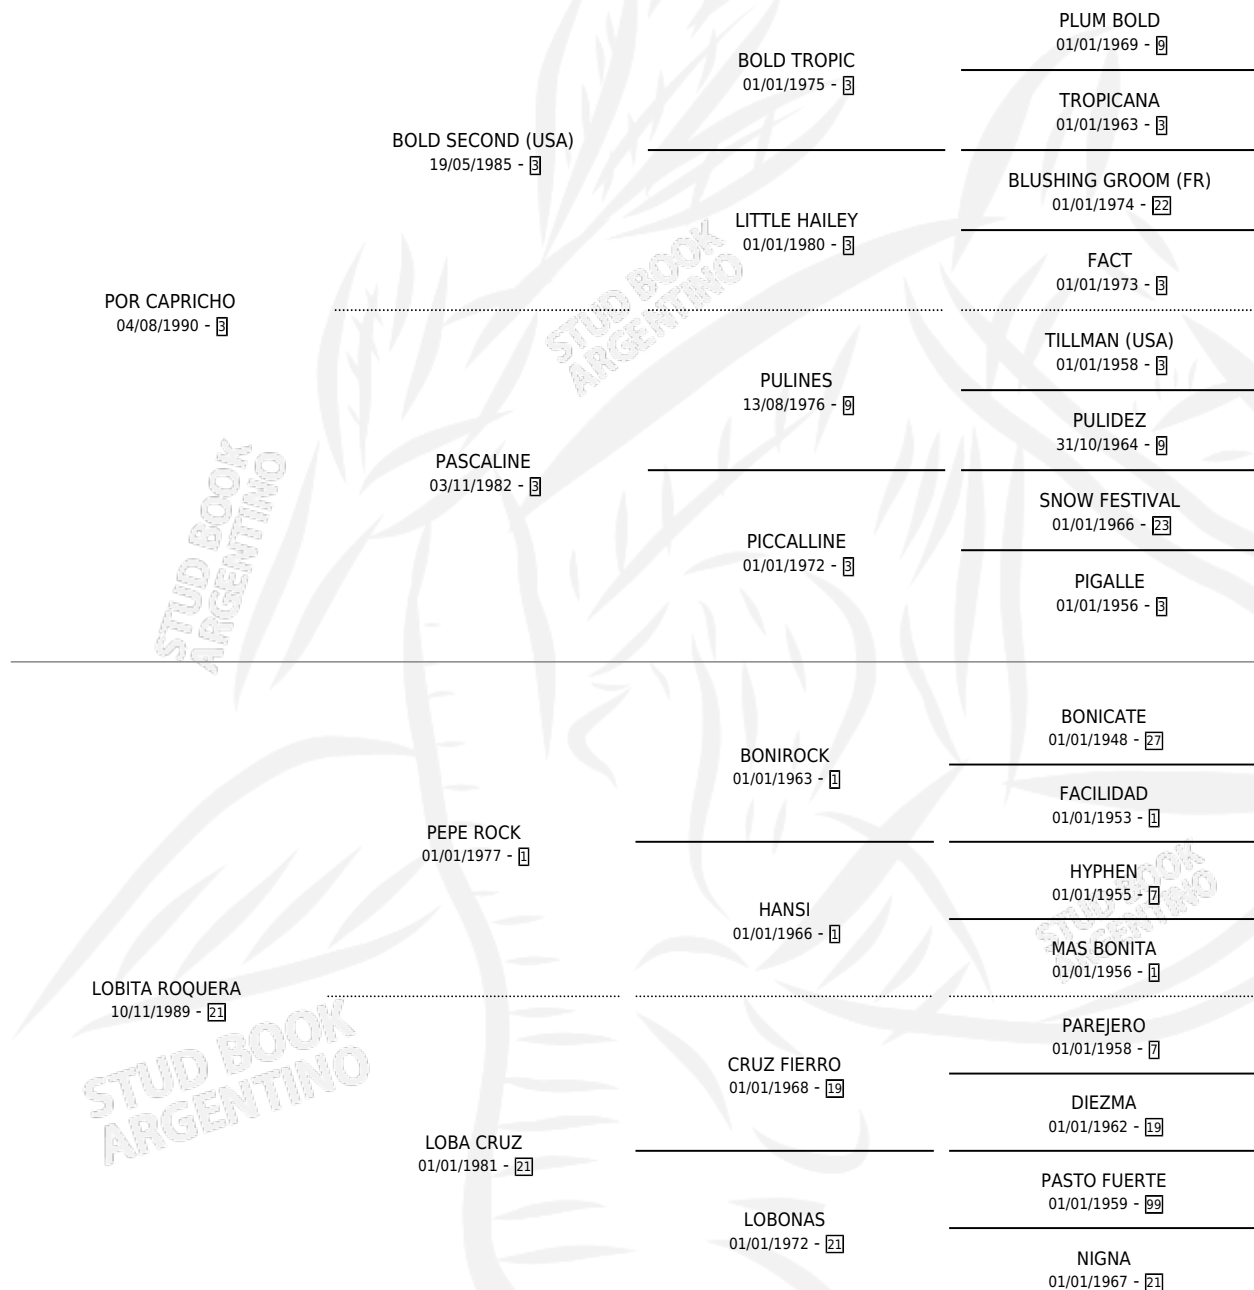 PLUM BOLD
01/01/1969 - 9
BOLD TROPIC
01/01/1975 - 3
TROPICANA
01/01/1963 - 3
BOLD SECOND (USA)
19/05/1985 - 3
BLUSHING GROOM (FR)
01/01/1974 - 22
LITTLE HAILEY
01/01/1980 - 3
FACT
01/01/1973 - 3
POR CAPRICHO
04/08/1990 - 3
TILLMAN (USA)
01/01/1958 - 3
PULINES
13/08/1976 - 9
PULIDEZ
31/10/1964 - 9
PASCALINE
03/11/1982 - 3
SNOW FESTIVAL
01/01/1966 - 23
PICCALLINE
01/01/1972 - 3
PIGALLE
01/01/1956 - 3
BONICATE
01/01/1948 - 27
BONIROCK
01/01/1963 - 1
FACILIDAD
01/01/1953 - 1
PEPE ROCK
01/01/1977 - 1
HYPHEN
01/01/1955 - 7
HANSI
01/01/1966 - 1
MAS BONITA
01/01/1956 - 1
LOBITA ROQUERA
10/11/1989 - 21
PAREJERO
01/01/1958 - 7
CRUZ FIERRO
01/01/1968 - 19
DIEZMA
01/01/1962 - 19
LOBA CRUZ
01/01/1981 - 21
PASTO FUERTE
01/01/1959 - 99
LOBONAS
01/01/1972 - 21
NIGNA
01/01/1967 - 21
STUD BOOK
ARGENTINO
STUD BOOK
ARGENTINO
STUD BOOK
ARGENTINO
STUD BOOK
ARGENTINO